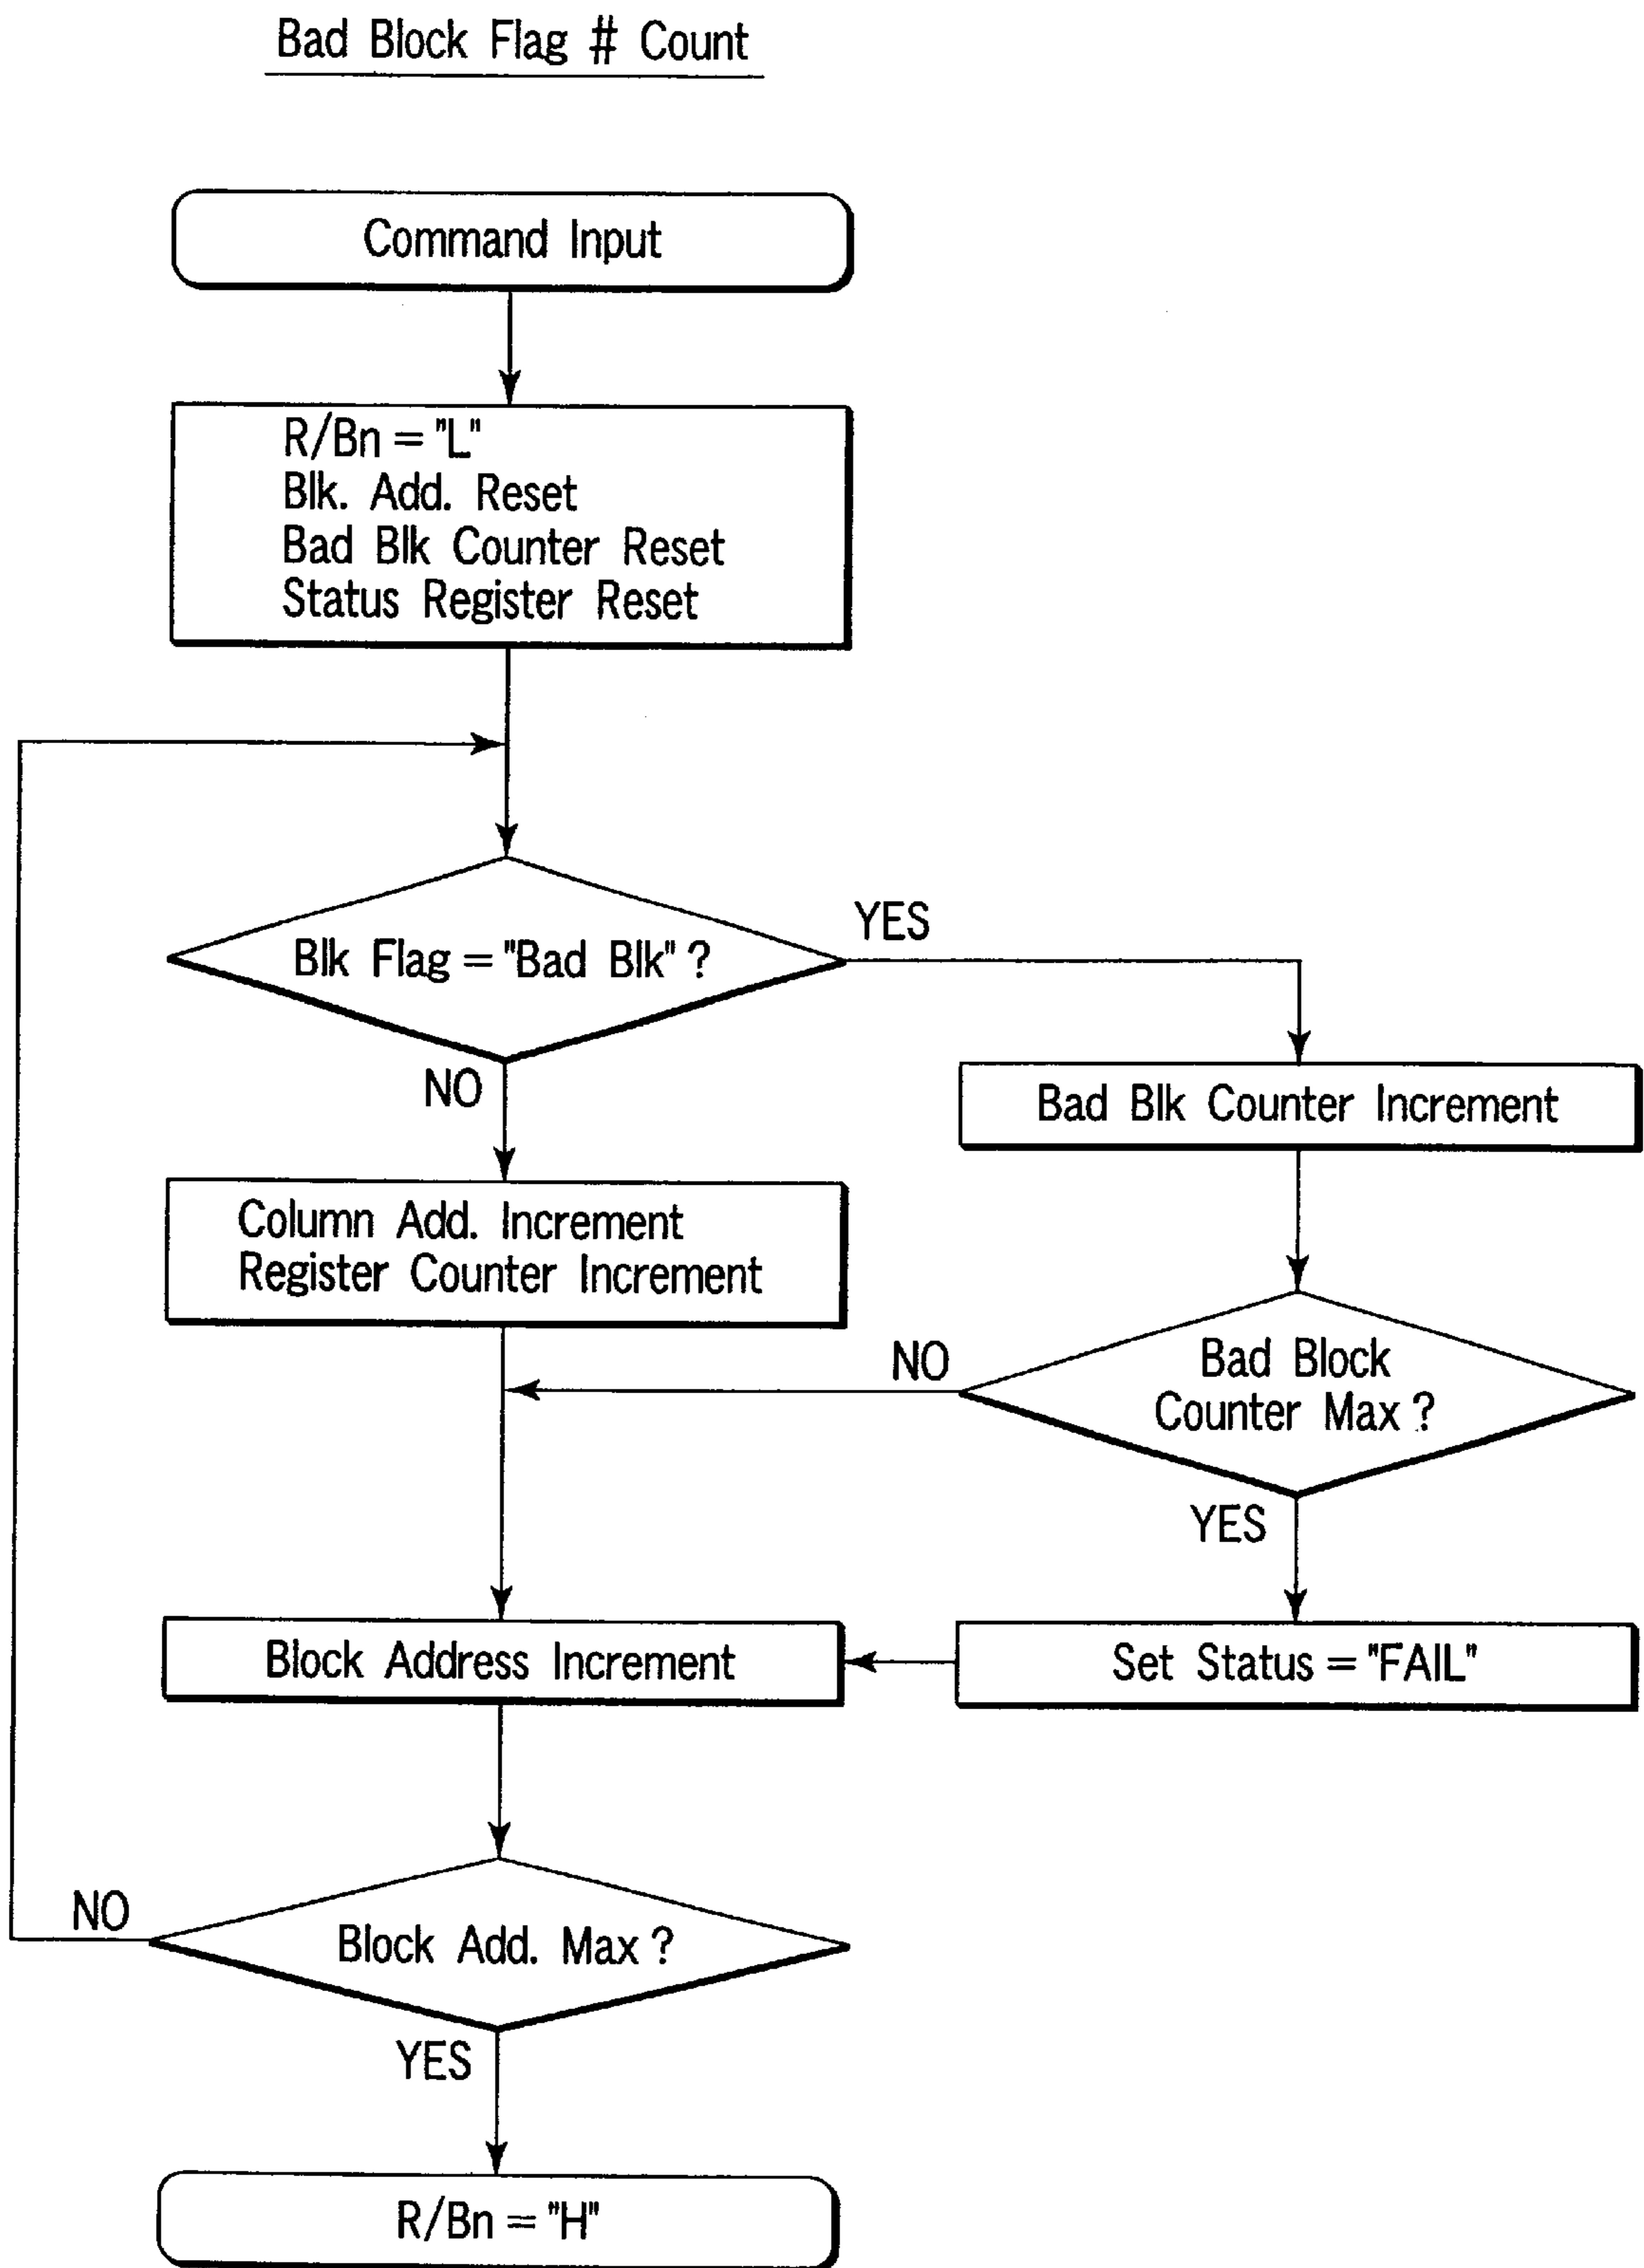 Bad Block Flag # Count
Command Input
R/Bn = "L"
Blk. Add. Reset
Bad Blk Counter Reset
Status Register Reset
Blk Flag = "Bad Blk" ?
YES
NO
Bad Blk Counter Increment
Column Add. Increment
Register Counter Increment
NO
Bad Block
Counter Max ?
YES
Block Address Increment
Set Status = "FAIL"
NO
Block Add. Max ?
YES
R/Bn = "H"